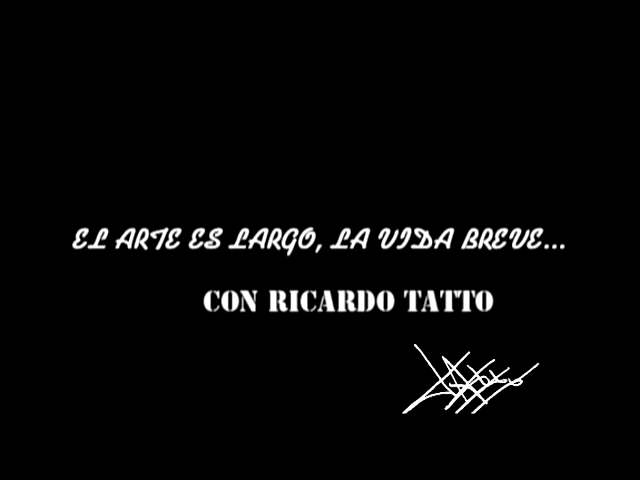 EL ARTE ES LARGO, LA VIDA BREVE...
CON RICARDO TATTO